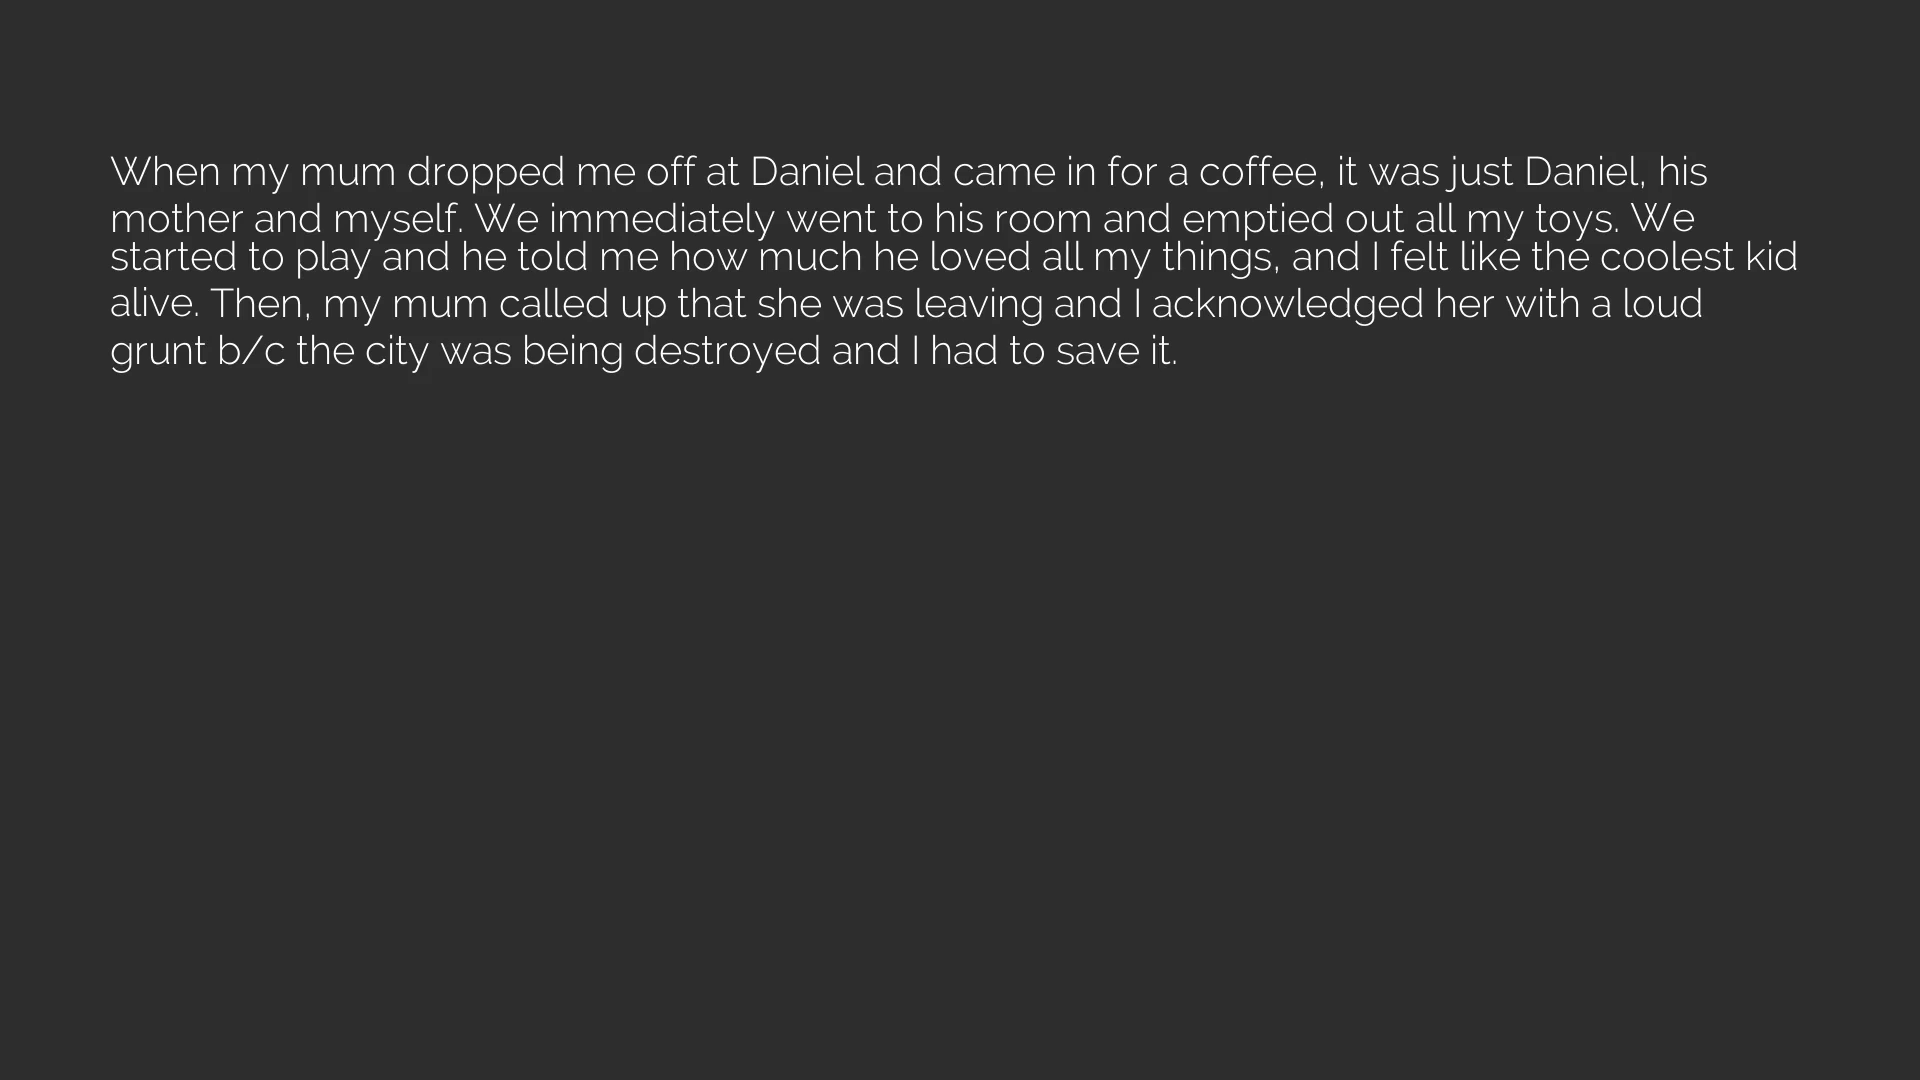 When my mum dropped me off at Daniel and came in for a coffee, it was just Daniel, his
mother and myself. We immediately went to his room and emptied out all my toys. We
started to play and he told me how much he loved all my things, and I felt like the coolest kid
alive. Then, my mum called up that she was leaving and I acknowledged her with a loud
grunt b/c the city was being destroyed and I had to save it.